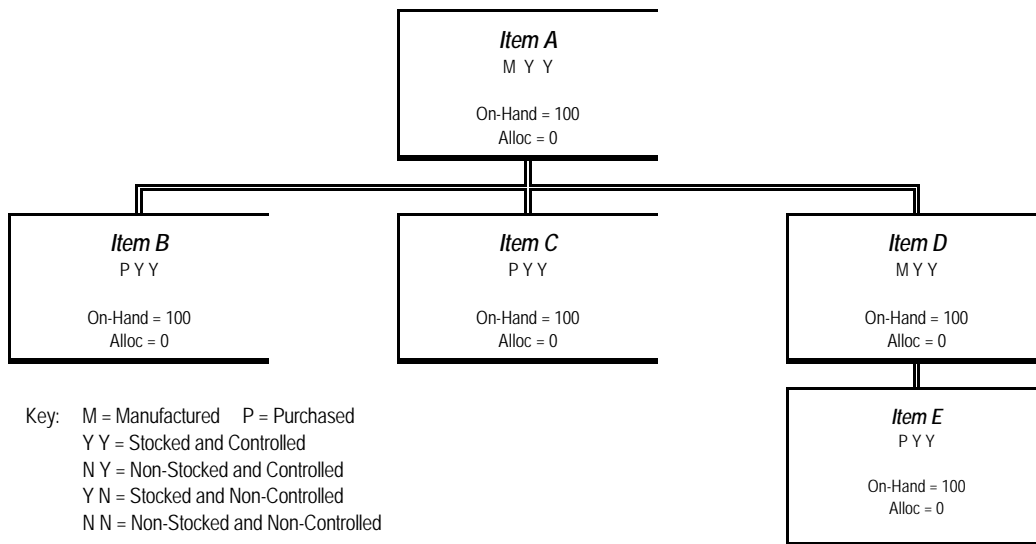 Item A
M Y Y
On-Hand = 100
Alloc = 0
Item B
P Y Y
On-Hand = 100
Alloc = 0
Item C
P Y Y
On-Hand = 100
Alloc = 0
Item D
M Y Y
On-Hand = 100
Alloc = 0
Item E
P Y Y
On-Hand = 100
Alloc = 0
Key: M = Manufactured P = Purchased
Y Y = Stocked and Controlled
N Y = Non-Stocked and Controlled
Y N = Stocked and Non-Controlled
N N = Non-Stocked and Non-Controlled